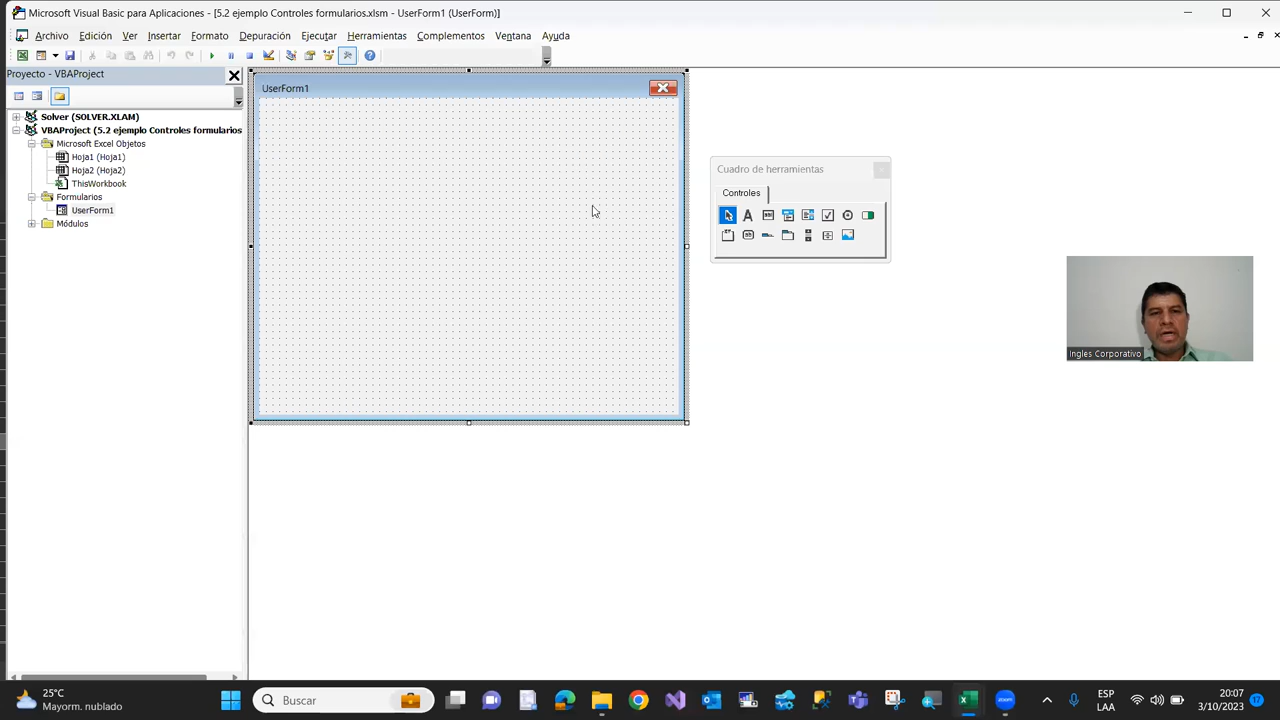 Microsoft Visual Basic para Aplicaciones - [5.2 ejemplo Controles formularios.xlsm - UserForm1 (UserForm)]
Archivo Edición Ver Insertar Formato Depuración Ejecutar Herramientas Complementos Ventana Ayuda
Proyecto - VBAProject
Solver (SOLVER.XLAM)
VBAProject (5.2 ejemplo Controles formularios
Microsoft Excel Objetos
Hoja1 (Hoja1)
Hoja2 (Hoja2)
ThisWorkbook
Formularios
UserForm1
Módulos
UserForm1
Cuadro de herramientas
Controles
Ingles Corporativo
25°C
Mayorm. nublado
Buscar
ESP
LAA
20:07
3/10/2023